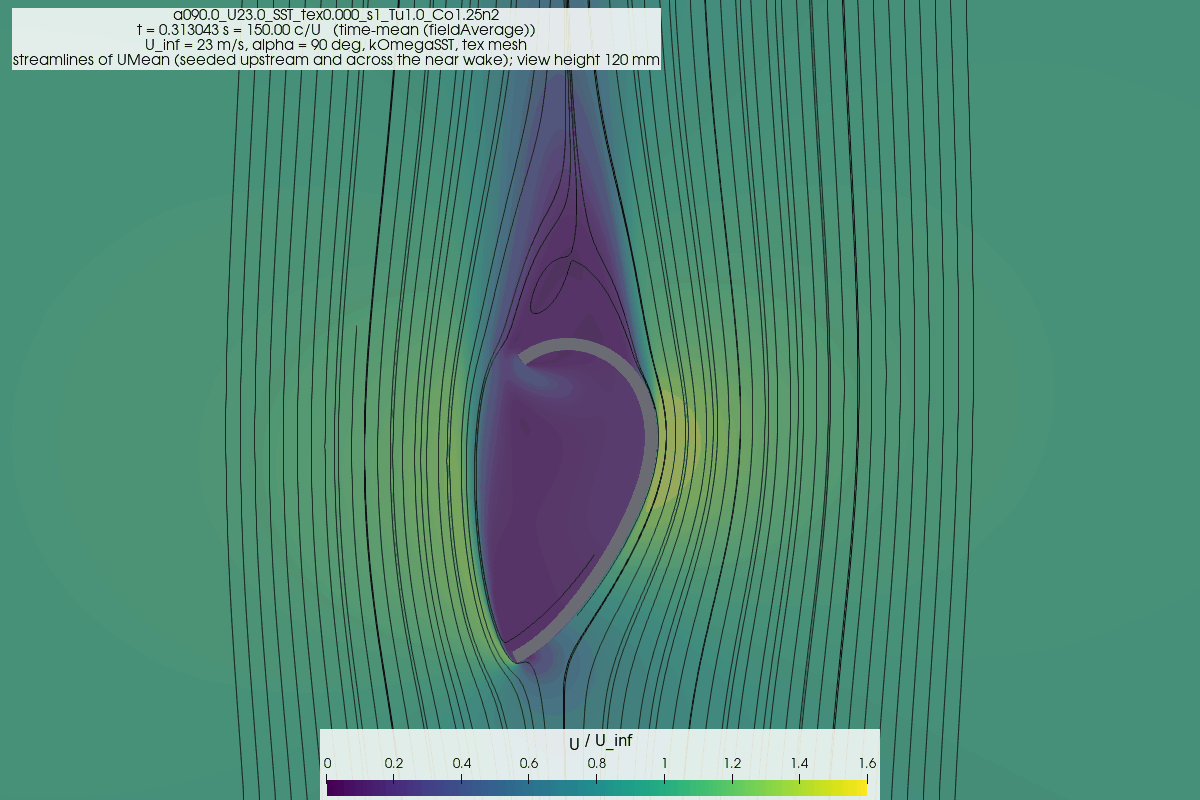 a090.0_U23.0_SST_tex0.000_s1_Tu1.0_Co1.25n2
t = 0.313043 s = 150.00 c/U (time-mean (fieldAverage))
U_inf = 23 m/s, alpha = 90 deg, kOmegaSST, tex mesh
streamlines of UMean (seeded upstream and across the near wake); view height 120 mm
U / U_inf
0 0.2 0.4 0.6 0.8 1 1.2 1.4 1.6